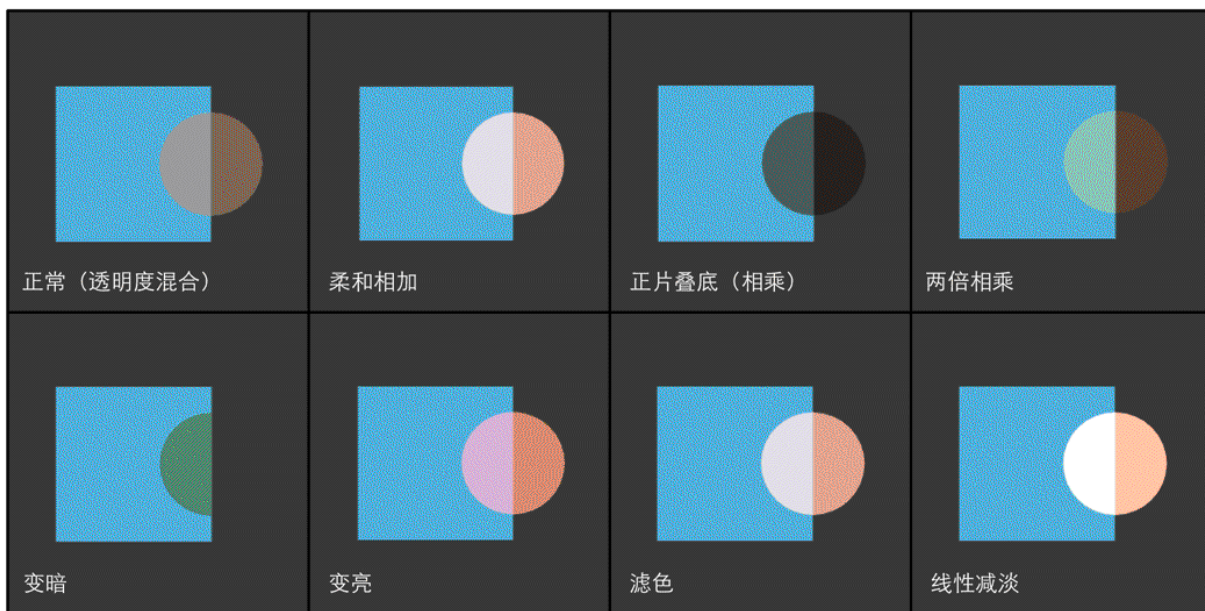 正常（透明度混合）
柔和相加
正片叠底（相乘）
两倍相乘
变暗
变亮
滤色
线性减淡